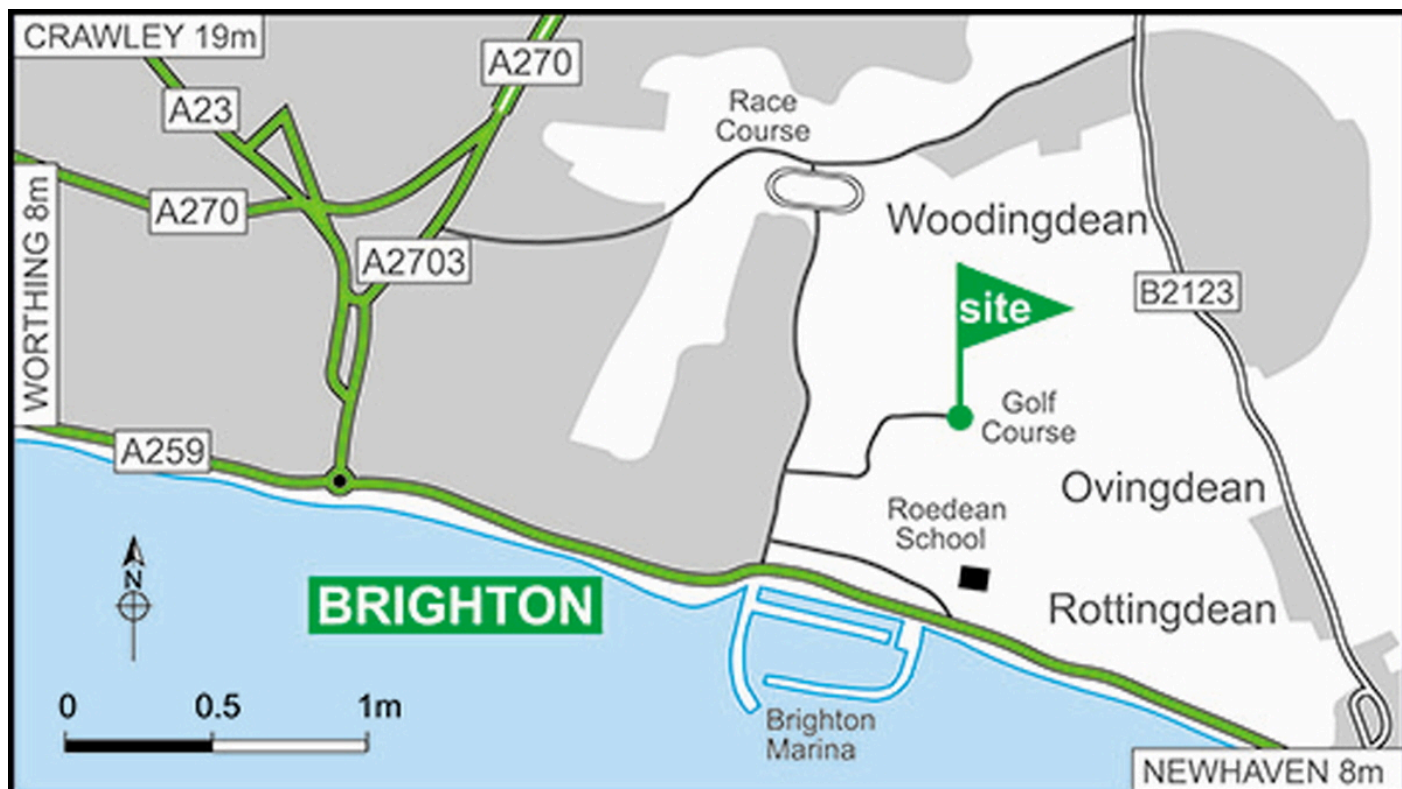 CRAWLEY 19m
A270
A23
Race
Course
WORTHING 8m
A270
Woodingdean
A2703
B2123
site
Golf
Course
A259
Ovingdean
Roedean
School
N
BRIGHTON
Rottingdean
0 0.5 1m
Brighton
Marina
NEWHAVEN 8m